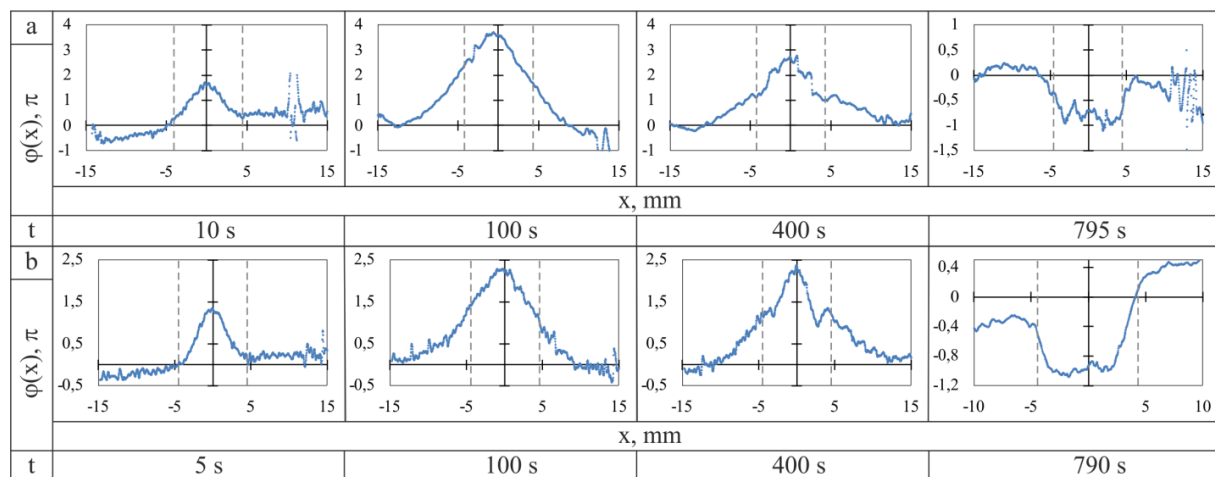 a
φ(x), π
4 4 4 1
3 3 3 0,5
2 2 2 0
1 1 1 -0,5
0 0 0 -1
-1 -1 -1 -1,5
-15 -5 5 15 -15 -5 5 15 -15 -5 5 15 -15 -5 5 15
x, mm
t 10 s 100 s 400 s 795 s
b
φ(x), π
2,5 2,5 2,5 0,4
1,5 1,5 1,5 0
0,5 0,5 0,5 -0,4
-0,5 -0,5 -0,5 -0,8
-1,2
-15 -5 5 15 -15 -5 5 15 -15 -5 5 15 -10 -5 5 10
x, mm
t 5 s 100 s 400 s 790 s